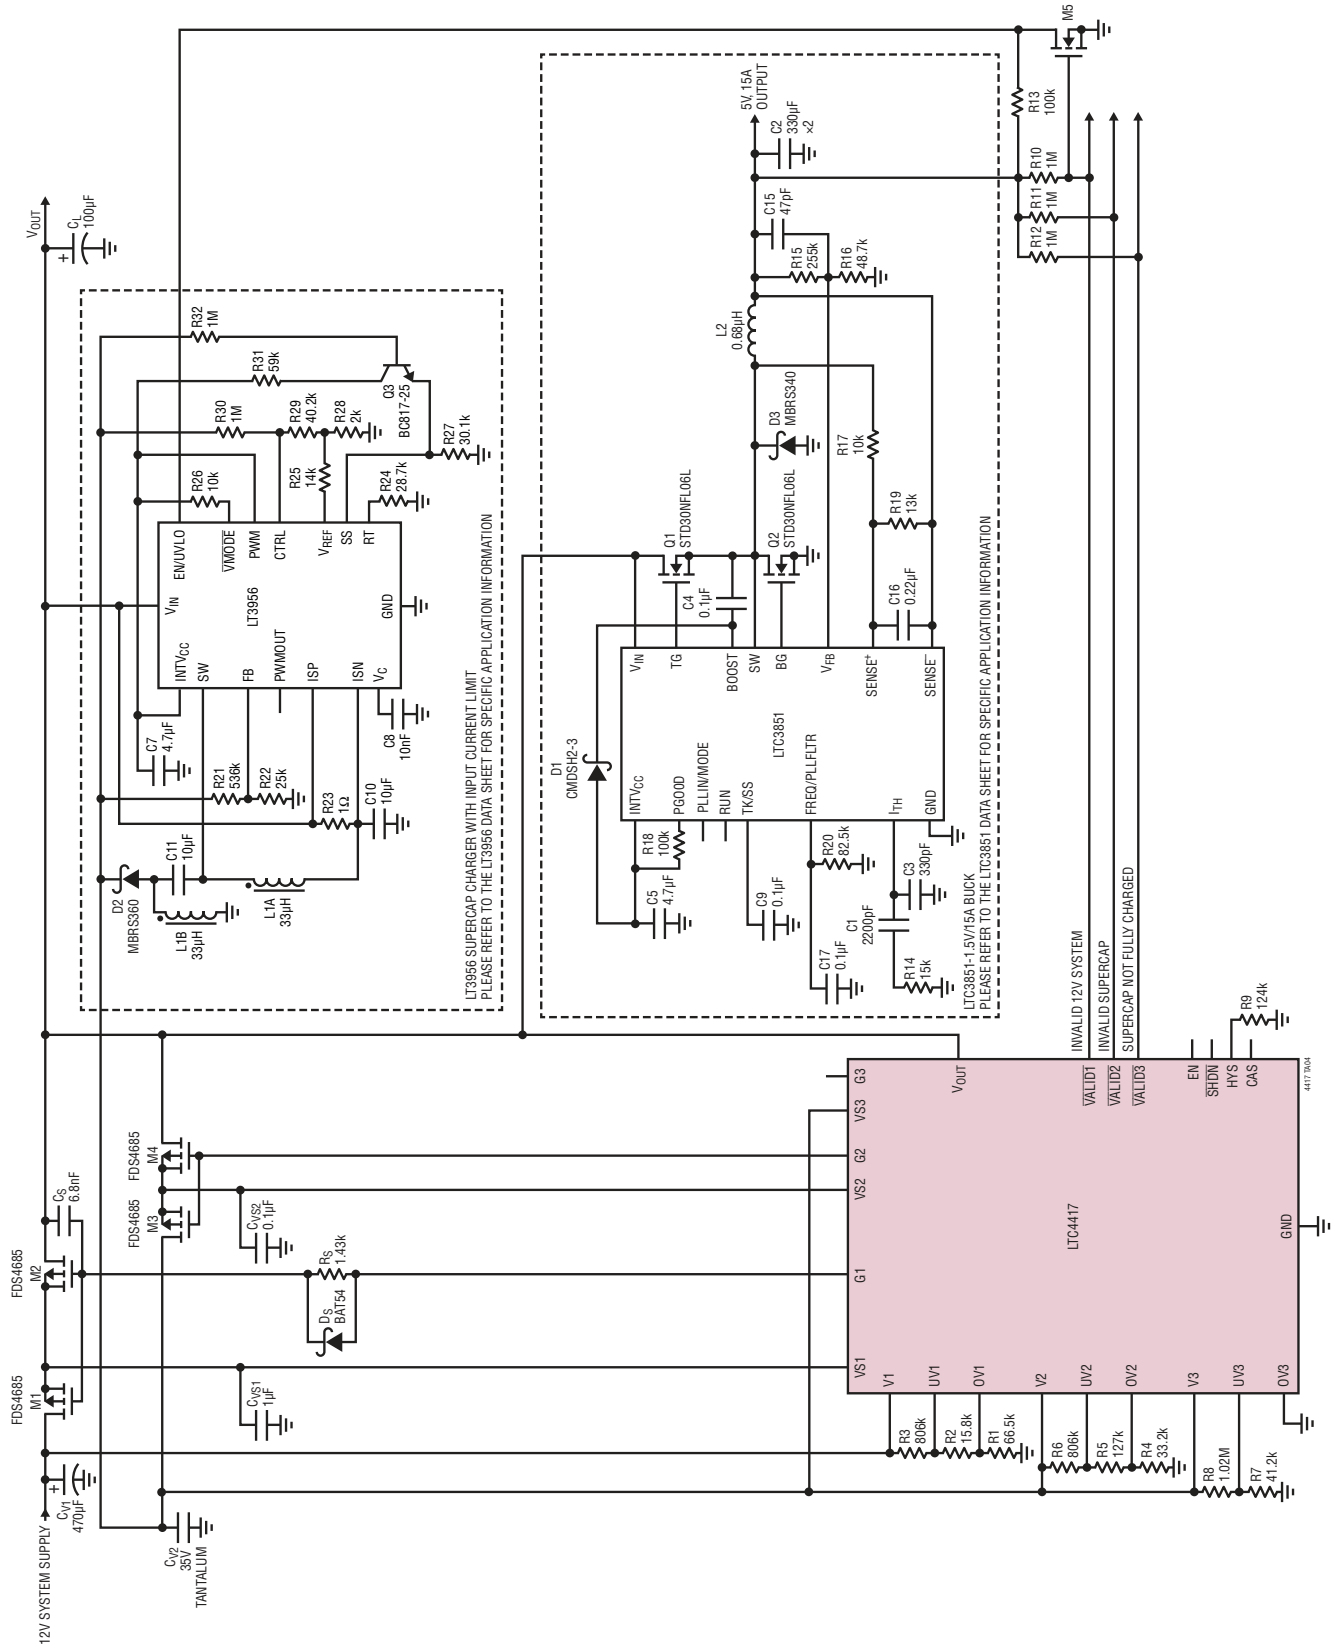 12V SYSTEM SUPPLY
CV1
470µF
CV2
35V
TANTALUM
FDS4685
M1
FDS4685
M2
CS
6.8nF
FDS4685
M3
FDS4685
M4
CVS1
1µF
CVS2
0.1µF
DS
BAT54
RS
1.43k
VOUT
CL
100µF
D2
MBRS360
L1B
33µH
C11
10µF
L1A
33µH
R21
536k
R22
25k
R23
1Ω
C10
10µF
C7
4.7µF
C8
10nF
INTVCC
SW
FB
PWMOUT
ISP
ISN
VC
VIN
LT3956
GND
EN/UVLO
VMODE
PWM
CTRL
VREF
SS
RT
R26
10k
R25
14k
R24
28.7k
R30
1M
R29
40.2k
R28
2k
R27
30.1k
R31
59k
R32
1M
Q3
BC817-25
LT3956 SUPERCAP CHARGER WITH INPUT CURRENT LIMIT
PLEASE REFER TO THE LT3956 DATA SHEET FOR SPECIFIC APPLICATION INFORMATION
D1
CMDSH2-3
C5
4.7µF
R18
100k
C9
0.1µF
C17
0.1µF
R20
82.5k
C1
2200pF
C3
330pF
R14
15k
INTVCC
PGOOD
PLLIN/MODE
RUN
TK/SS
FREQ/PLLFLTR
ITH
GND
LTC3851
VIN
TG
BOOST
SW
BG
VFB
SENSE+
SENSE–
C4
0.1µF
Q1
STD30NFL06L
Q2
STD30NFL06L
D3
MBRS340
C16
0.22µF
R19
13k
R17
10k
L2
0.68µH
R15
255k
R16
48.7k
C15
47pF
C2
330µF
×2
5V, 15A
OUTPUT
LTC3851-1.5V/15A BUCK
PLEASE REFER TO THE LTC3851 DATA SHEET FOR SPECIFIC APPLICATION INFORMATION
R12
1M
R11
1M
R10
1M
R13
100k
M5
INVALID 12V SYSTEM
INVALID SUPERCAP
SUPERCAP NOT FULLY CHARGED
VS1
G1
VS2
G2
VS3
G3
V1
UV1
OV1
V2
UV2
OV2
V3
UV3
OV3
LTC4417
GND
VOUT
VALID1
VALID2
VALID3
EN
SHDN
HYS
CAS
R3
806k
R2
15.8k
R1
66.5k
R6
806k
R5
127k
R4
33.2k
R8
1.02M
R7
41.2k
R9
124k
4417 TA04